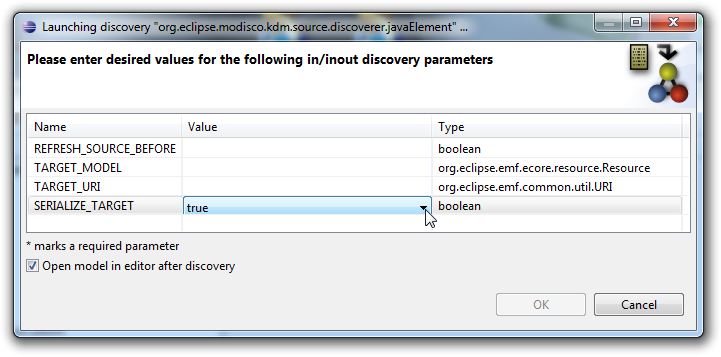 Launching discovery "org.eclipse.modisco.kdm.source.discoverer.javaElement" ...
Please enter desired values for the following in/inout discovery parameters
Name Value Type
REFRESH_SOURCE_BEFORE boolean
TARGET_MODEL org.eclipse.emf.ecore.resource.Resource
TARGET_URI org.eclipse.emf.common.util.URI
SERIALIZE_TARGET true boolean
* marks a required parameter
Open model in editor after discovery
OK Cancel